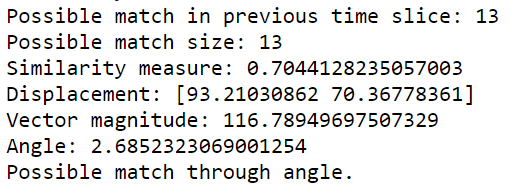 Possible match in previous time slice: 13
Possible match size: 13
Similarity measure: 0.7044128235057003
Displacement: [93.21030862 70.36778361]
Vector magnitude: 116.78949697507329
Angle: 2.6852323069001254
Possible match through angle.